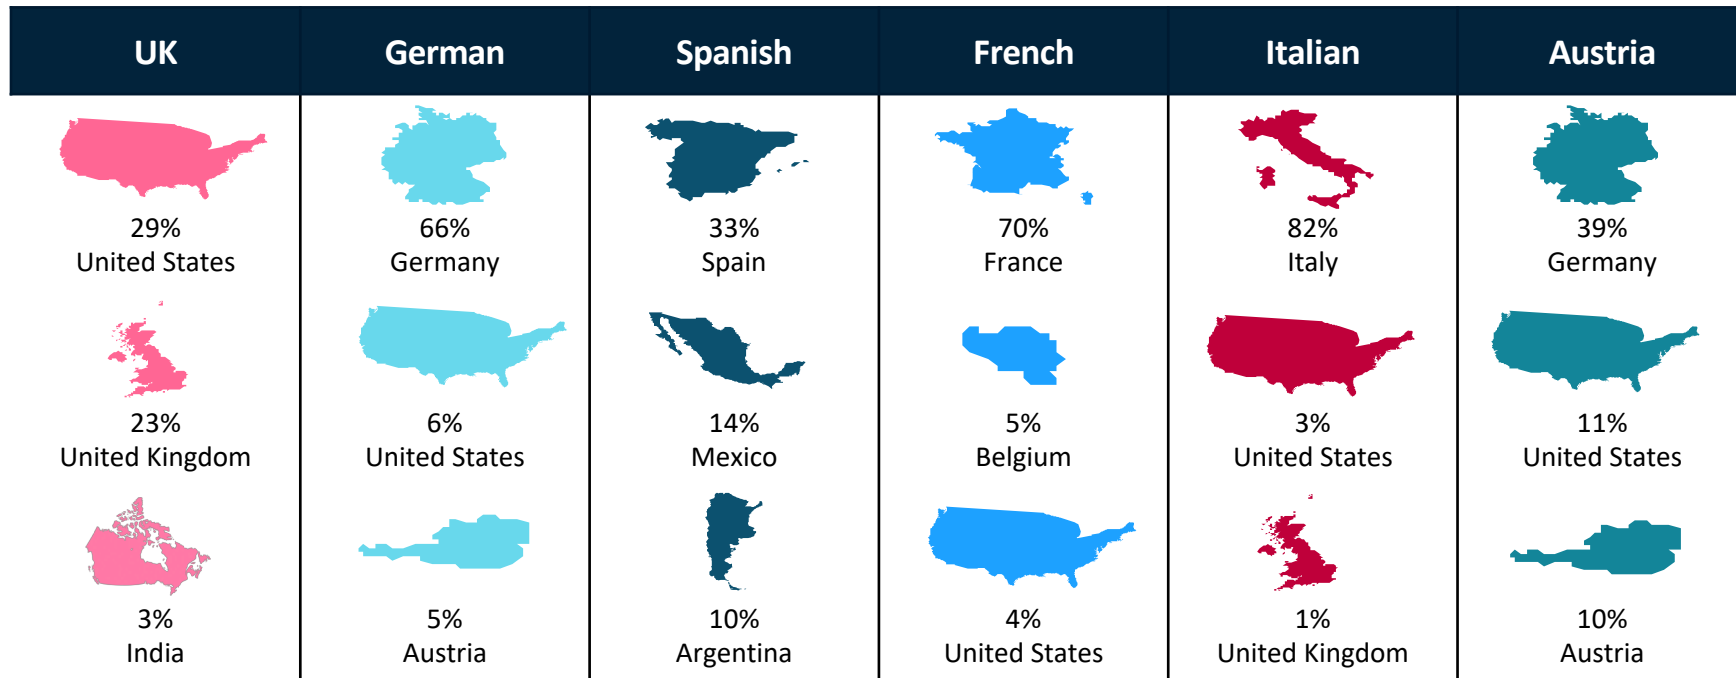 UK
German
Spanish
French
Italian
Austria
29%
United States
66%
Germany
33%
Spain
70%
France
82%
Italy
39%
Germany
23%
United Kingdom
6%
United States
14%
Mexico
5%
Belgium
3%
United States
11%
United States
3%
India
5%
Austria
10%
Argentina
4%
United States
1%
United Kingdom
10%
Austria